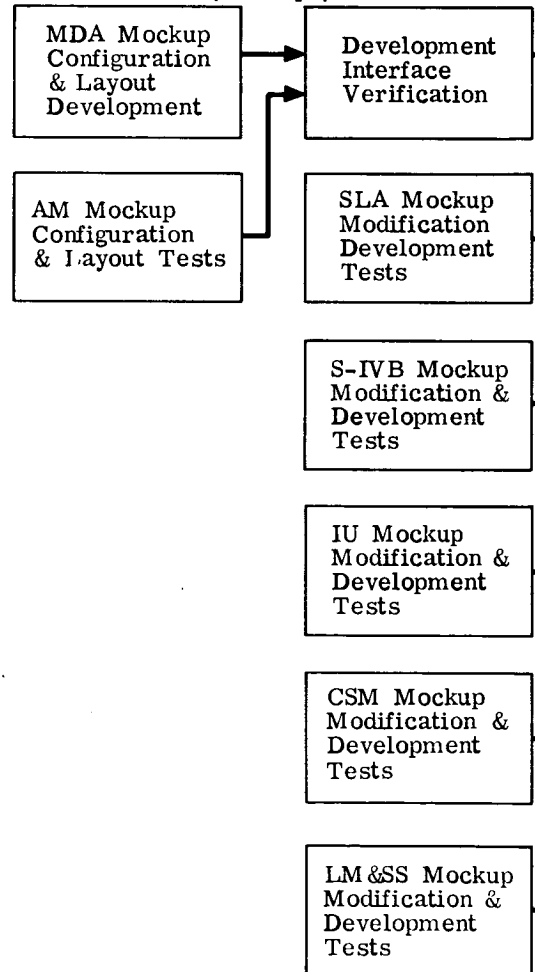 MDA Mockup
Configuration
& Layout
Development
Development
Interface
Verification
AM Mockup
Configuration
& Layout Tests
SLA Mockup
Modification
Development
Tests
S-IVB Mockup
Modification &
Development
Tests
IU Mockup
Modification &
Development
Tests
CSM Mockup
Modification &
Development
Tests
LM&SS Mockup
Modification &
Development
Tests